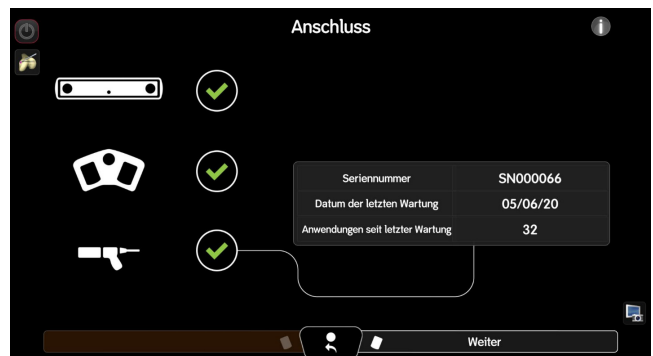 Anschluss
Seriennummer SN000066
Datum der letzten Wartung 05/06/20
Anwendungen seit letzter Wartung 32
Weiter